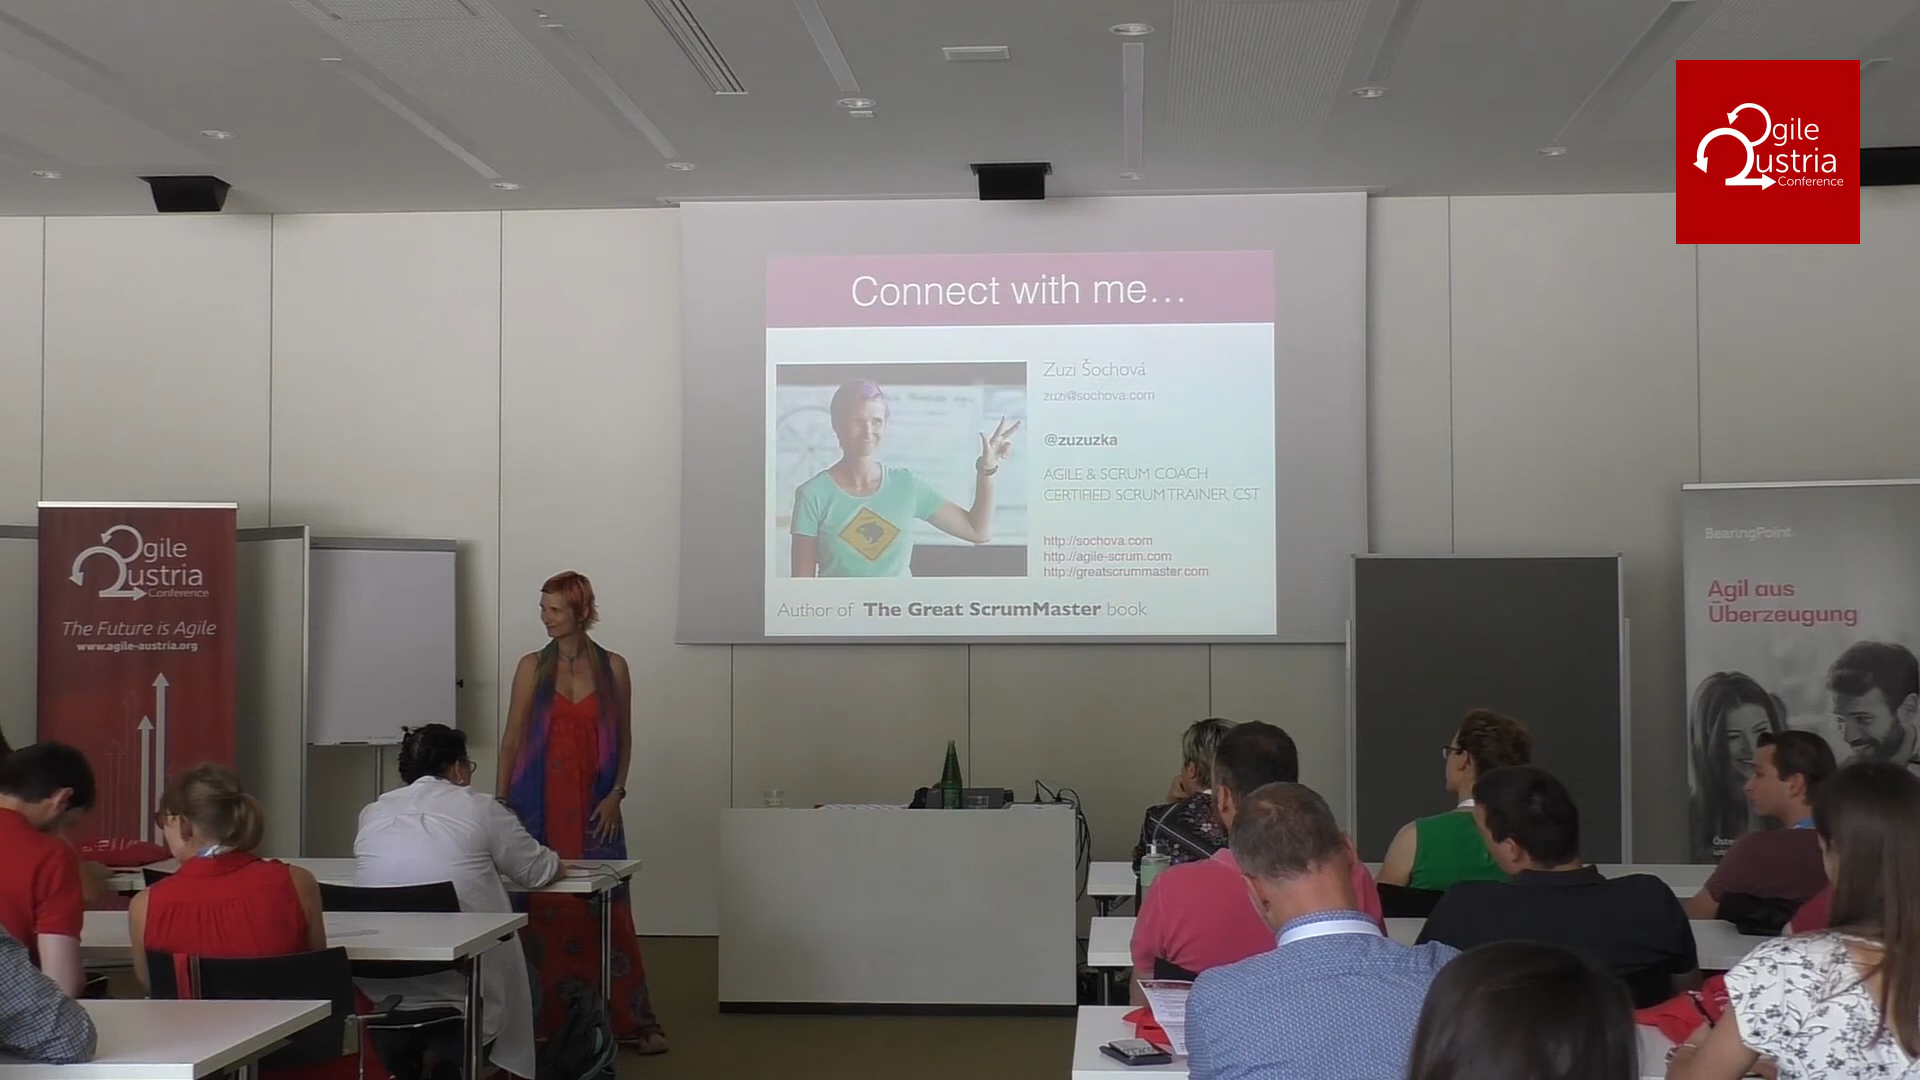 Agile
Austria
Conference
Connect with me...
Zuzi Šochová
zuzi@sochova.com
@zuzuzka
AGILE & SCRUM COACH
CERTIFIED SCRUM TRAINER, CST
http://sochova.com
http://agile-scrum.com
http://greatscrummaster.com
Author of The Great ScrumMaster book
Agile
Austria
Conference
The Future is Agile
www.agile-austria.org
BearingPoint
Agil aus
Überzeugung